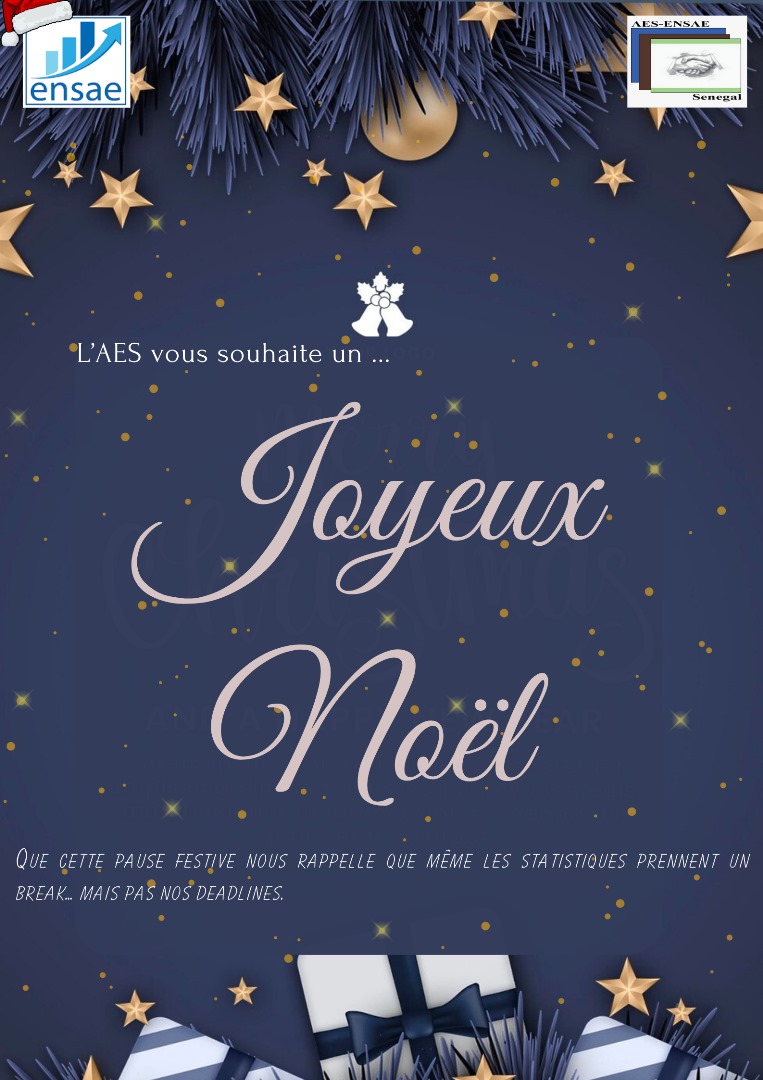 ensae
AES-ENSAE
Senegal
L'AES vous souhaite un ...
Joyeux
Noël
QUE CETTE PAUSE FESTIVE NOUS RAPPELLE QUE MÊME LES STATISTIQUES PRENNENT UN
BREAK... MAIS PAS NOS DEADLINES.